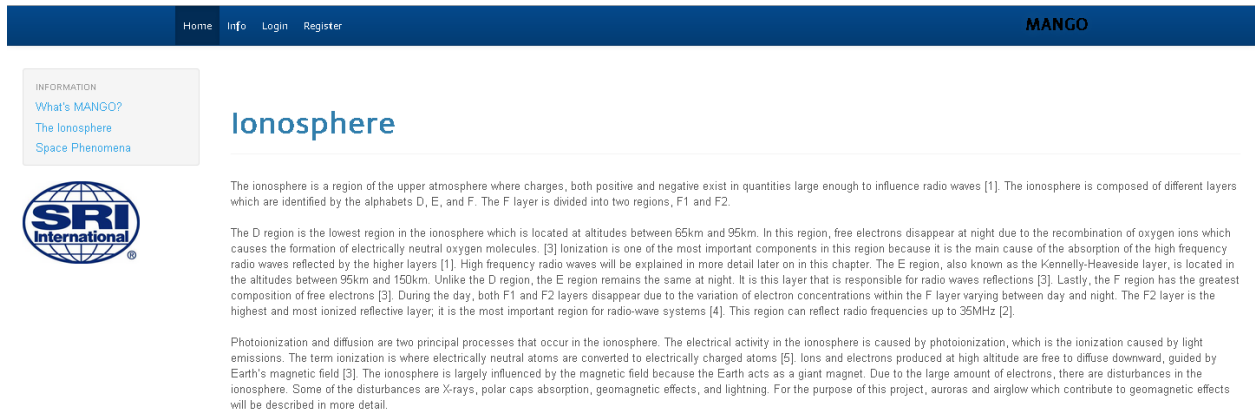 Home Info Login Register MANGO
INFORMATION
What's MANGO?
The Ionosphere
Space Phenomena
SRI
International
®
Ionosphere
The ionosphere is a region of the upper atmosphere where charges, both positive and negative exist in quantities large enough to influence radio waves [1]. The ionosphere is composed of different layers
which are identified by the alphabets D, E, and F. The F layer is divided into two regions, F1 and F2.
The D region is the lowest region in the ionosphere which is located at altitudes between 65km and 95km. In this region, free electrons disappear at night due to the recombination of oxygen ions which
causes the formation of electrically neutral oxygen molecules. [3] Ionization is one of the most important components in this region because it is the main cause of the absorption of the high frequency
radio waves reflected by the higher layers [1]. High frequency radio waves will be explained in more detail later on in this chapter. The E region, also known as the Kennelly-Heaveside layer, is located in
the altitudes between 95km and 150km. Unlike the D region, the E region remains the same at night. It is this layer that is responsible for radio waves reflections [3]. Lastly, the F region has the greatest
composition of free electrons [3]. During the day, both F1 and F2 layers disappear due to the variation of electron concentrations within the F layer varying between day and night. The F2 layer is the
highest and most ionized reflective layer; it is the most important region for radio-wave systems [4]. This region can reflect radio frequencies up to 35MHz [2].
Photoionization and diffusion are two principal processes that occur in the ionosphere. The electrical activity in the ionosphere is caused by photoionization, which is the ionization caused by light
emissions. The term ionization is where electrically neutral atoms are converted to electrically charged atoms [5]. Ions and electrons produced at high altitude are free to diffuse downward, guided by
Earth's magnetic field [3]. The ionosphere is largely influenced by the magnetic field because the Earth acts as a giant magnet. Due to the large amount of electrons, there are disturbances in the
ionosphere. Some of the disturbances are X-rays, polar caps absorption, geomagnetic effects, and lightning. For the purpose of this project, auroras and airglow which contribute to geomagnetic effects
will be described in more detail.